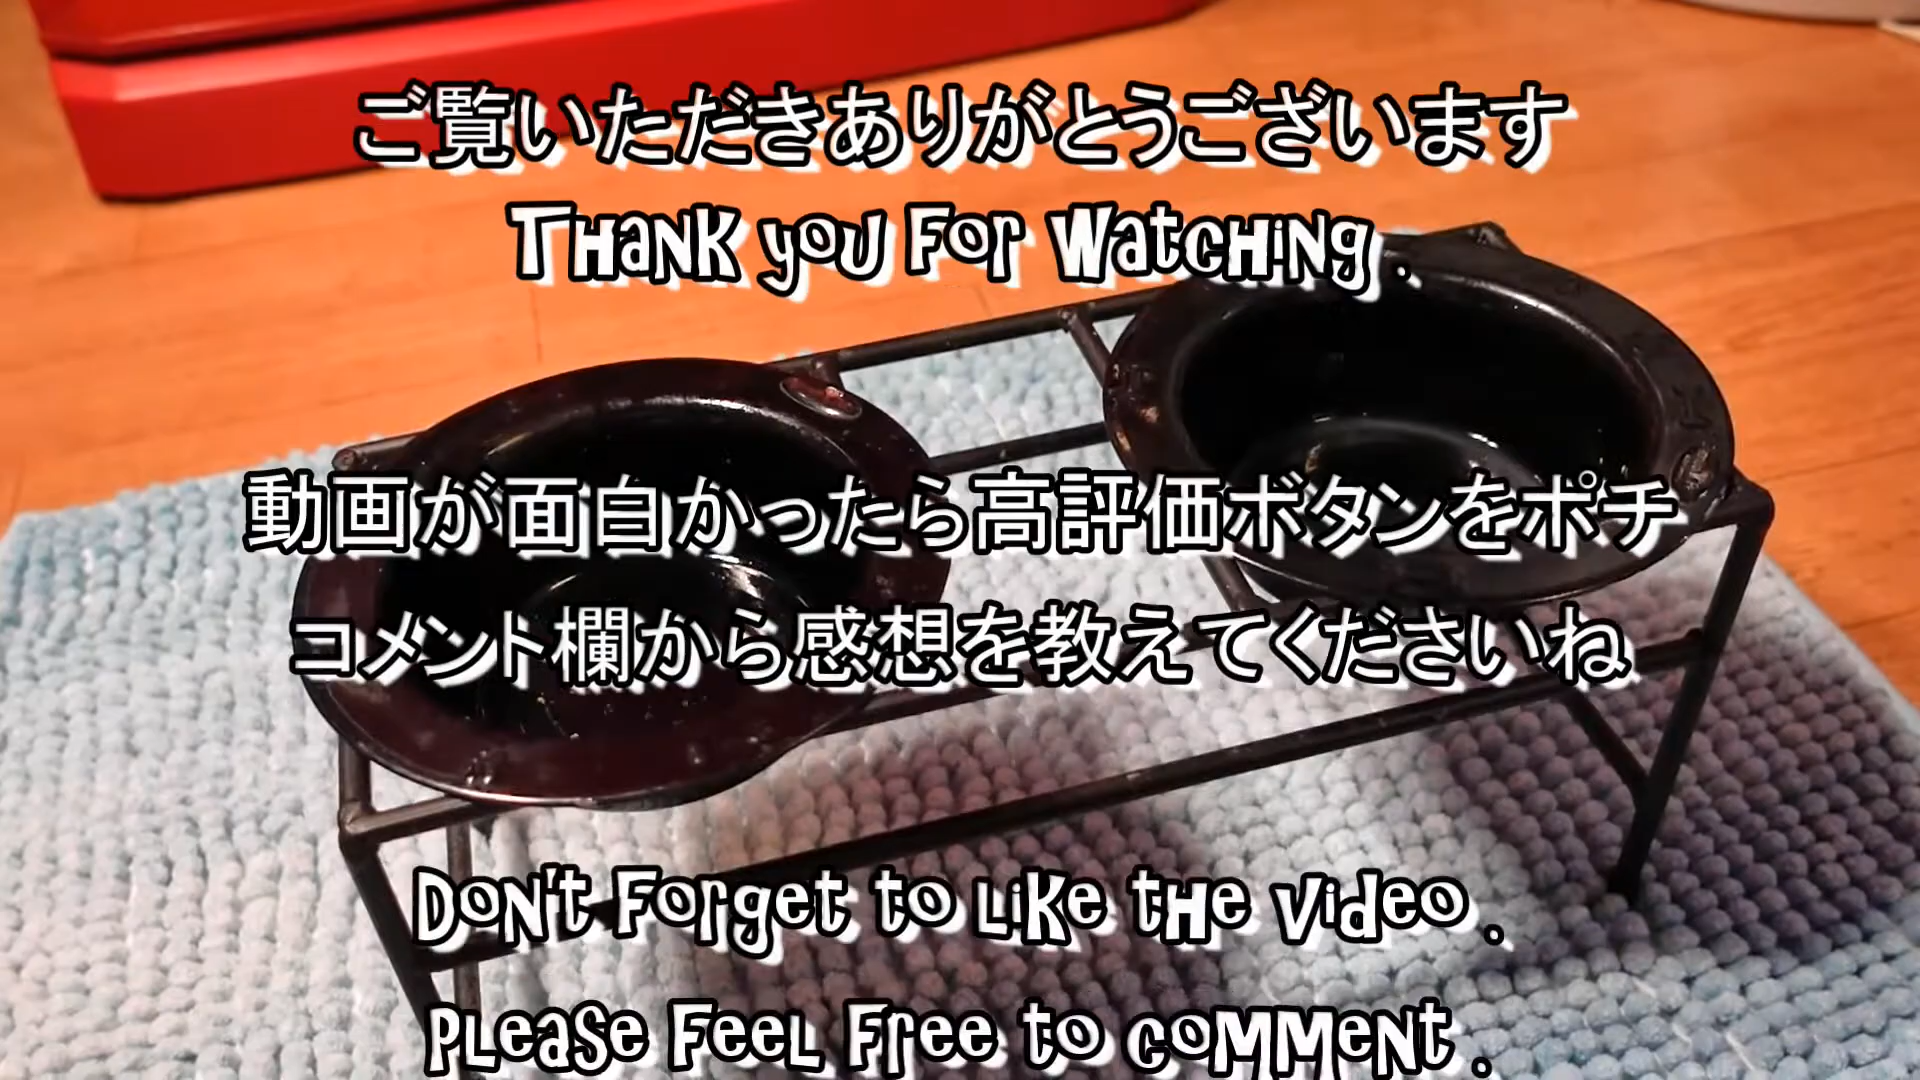 ご覧いただきありがとうございます
Thank you For Watching .
動画が面白かったら高評価ボタンをポチ
コメント欄から感想を教えてくださいね
Don't Forget to Like the Video .
Please Feel Free to comment .